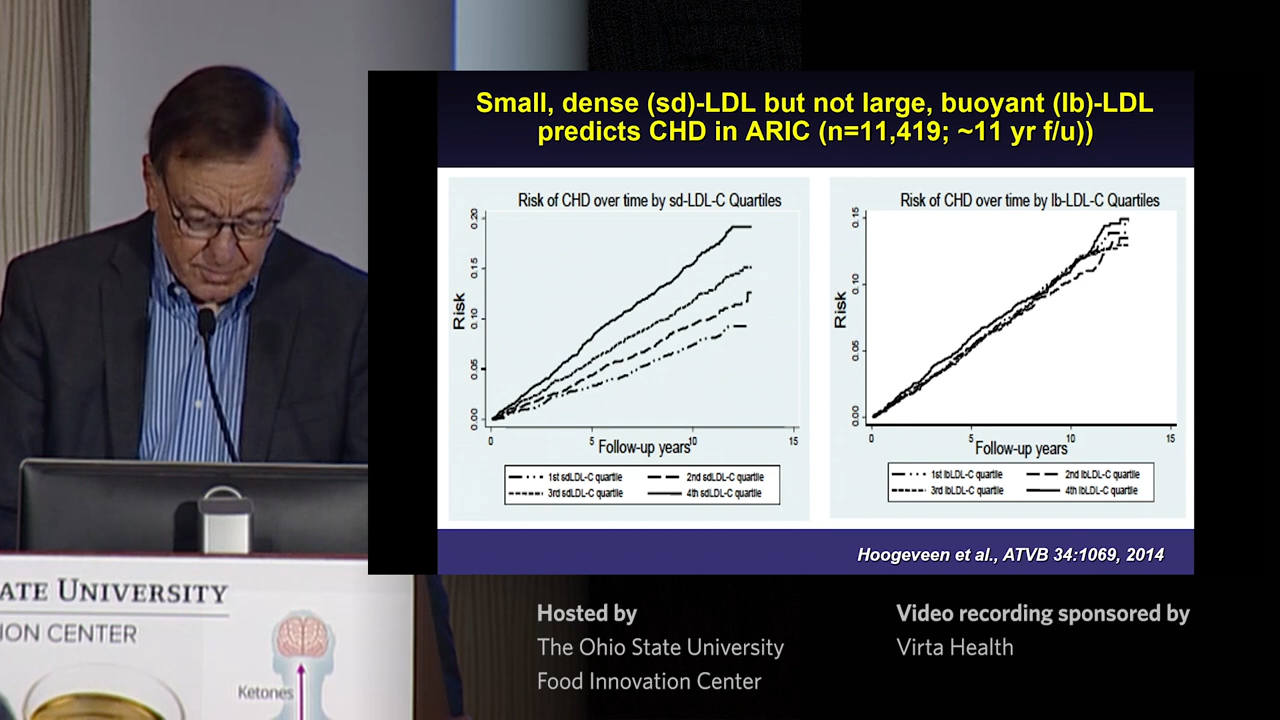 Small, dense (sd)-LDL but not large, buoyant (lb)-LDL
predicts CHD in ARIC (n=11,419; ~11 yr f/u))
Risk of CHD over time by sd-LDL-C Quartiles
Risk
0.20
0.15
0.10
0.05
0.00
0
5
10
15
Follow-up years
1st sdLDL-C quartile
2nd sdLDL-C quartile
3rd sdLDL-C quartile
4th sdLDL-C quartile
Risk of CHD over time by lb-LDL-C Quartiles
Risk
0.15
0.10
0.05
0.00
0
5
10
15
Follow-up years
1st lbLDL-C quartile
2nd lbLDL-C quartile
3rd lbLDL-C quartile
4th lbLDL-C quartile
Hoogeveen et al., ATVB 34:1069, 2014
ATE UNIVERSITY
ION CENTER
Ketones
Hosted by
The Ohio State University
Food Innovation Center
Video recording sponsored by
Virta Health